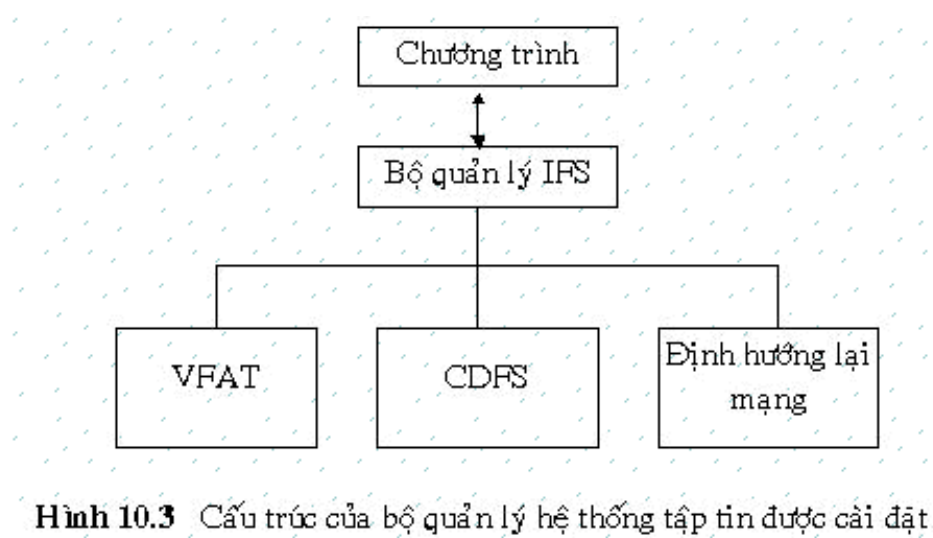 Chương trình
Bộ quản lý IFS
VFAT
CDFS
Định hướng lại
mạng
Hình 10.3 Cấu trúc của bộ quản lý hệ thống tập tin được cài đặt